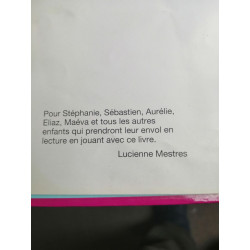 Pour Stéphanie, Sébastien, Aurélie,
Eliaz, Maéva et tous les autres
enfants qui prendront leur envol en
lecture en jouant avec ce livre.
Lucienne Mestres